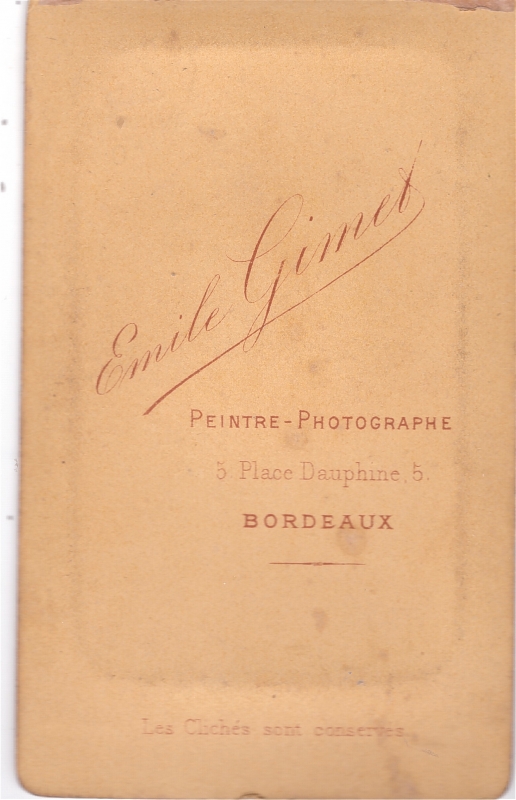 Emile Gimet
PEINTRE-PHOTOGRAPHE
5 Place Dauphine, 5.
BORDEAUX
Les Clichés sont conservés